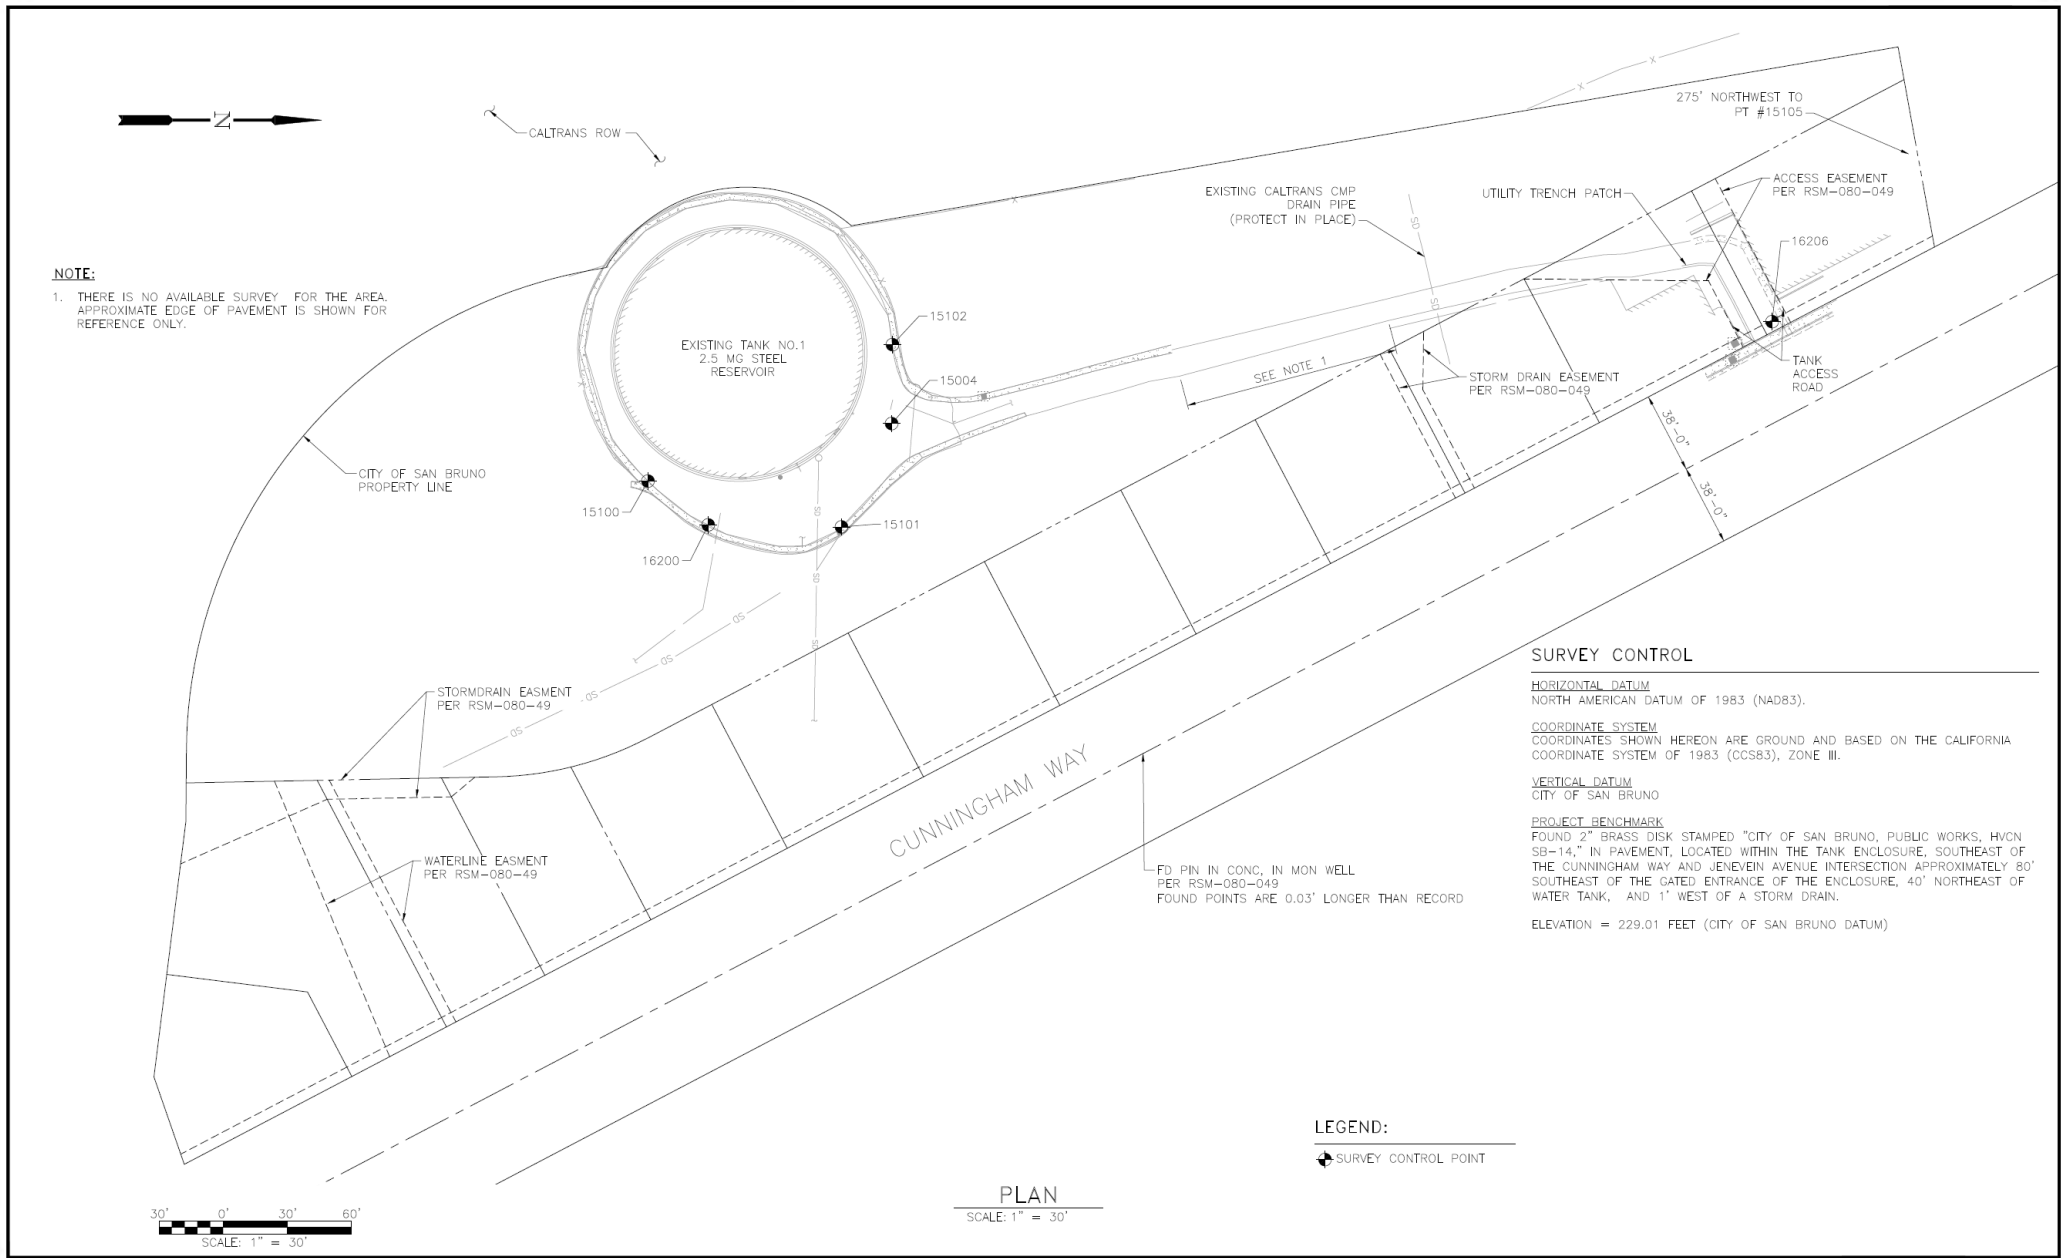 N
CALTRANS ROW
275' NORTHWEST TO
PT #15105
ACCESS EASEMENT
PER RSM-080-049
UTILITY TRENCH PATCH
EXISTING CALTRANS CMP
DRAIN PIPE
(PROTECT IN PLACE)
16206
X
X
X
X
X
SD
SD
NOTE:
1. THERE IS NO AVAILABLE SURVEY FOR THE AREA.
APPROXIMATE EDGE OF PAVEMENT IS SHOWN FOR
REFERENCE ONLY.
15102
EXISTING TANK NO.1
2.5 MG STEEL
RESERVOIR
15004
SEE NOTE 1
STORM DRAIN EASEMENT
PER RSM-080-049
TANK
ACCESS
ROAD
38'-0"
38'-0"
CITY OF SAN BRUNO
PROPERTY LINE
15100
15101
16200
SD
SD
SD
SD
SD
SD
SD
STORMDRAIN EASMENT
PER RSM-080-49
WATERLINE EASMENT
PER RSM-080-49
CUNNINGHAM WAY
FD PIN IN CONC, IN MON WELL
PER RSM-080-049
FOUND POINTS ARE 0.03' LONGER THAN RECORD
SURVEY CONTROL
HORIZONTAL DATUM
NORTH AMERICAN DATUM OF 1983 (NAD83).
COORDINATE SYSTEM
COORDINATES SHOWN HEREON ARE GROUND AND BASED ON THE CALIFORNIA
COORDINATE SYSTEM OF 1983 (CCS83), ZONE III.
VERTICAL DATUM
CITY OF SAN BRUNO
PROJECT BENCHMARK
FOUND 2" BRASS DISK STAMPED "CITY OF SAN BRUNO, PUBLIC WORKS, HVCN
SB-14," IN PAVEMENT, LOCATED WITHIN THE TANK ENCLOSURE, SOUTHEAST OF
THE CUNNINGHAM WAY AND JENEVEIN AVENUE INTERSECTION APPROXIMATELY 80'
SOUTHEAST OF THE GATED ENTRANCE OF THE ENCLOSURE, 40' NORTHEAST OF
WATER TANK, AND 1' WEST OF A STORM DRAIN.
ELEVATION = 229.01 FEET (CITY OF SAN BRUNO DATUM)
LEGEND:
SURVEY CONTROL POINT
PLAN
SCALE: 1" = 30'
30' 0' 30' 60'
SCALE: 1" = 30'